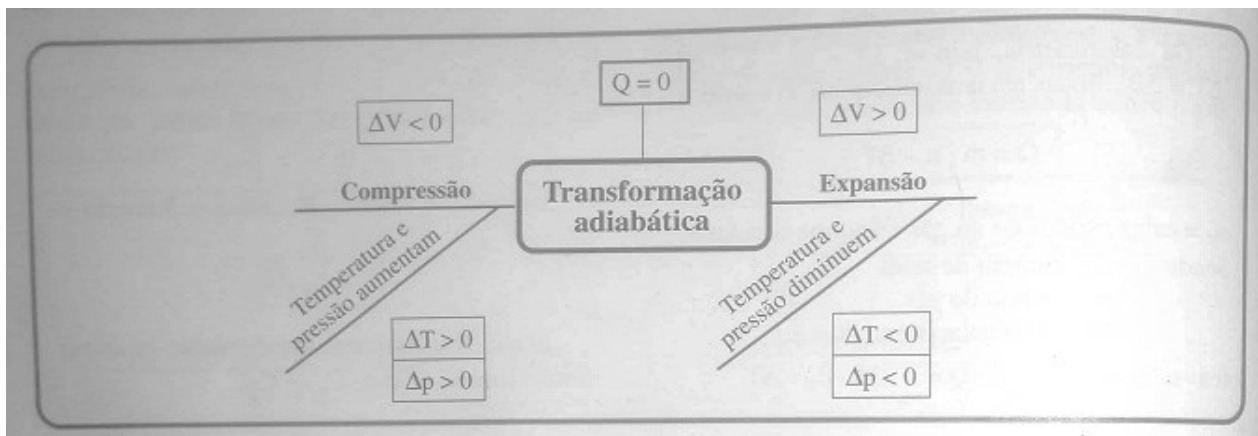 Q = 0
ΔV < 0
ΔV > 0
Compressão
Transformação
adiabática
Expansão
Temperatura e
pressão aumentam
Temperatura e
pressão diminuem
ΔT > 0
Δp > 0
ΔT < 0
Δp < 0